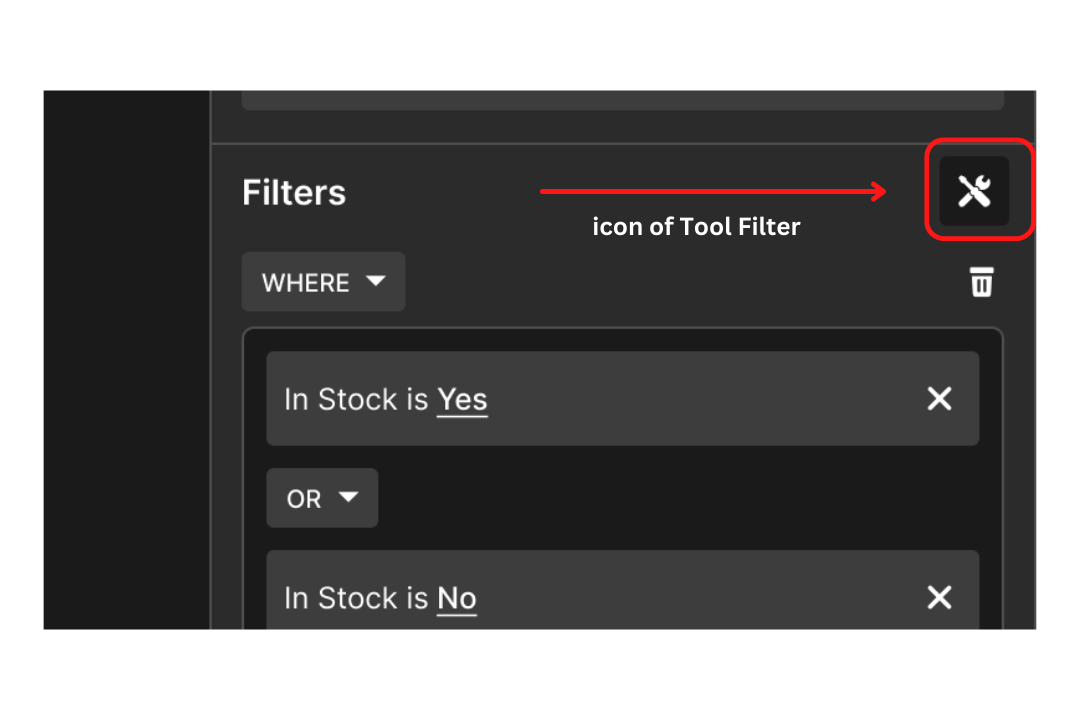 Filters
icon of Tool Filter
WHERE
In Stock is Yes
OR
In Stock is No